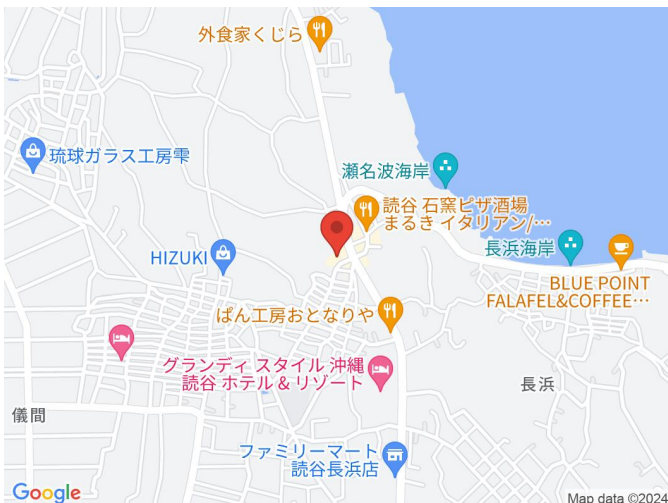 外食家くじら
琉球ガラス工房雫
瀬名波海岸
読谷 石窯ピザ酒場
まるき イタリアン/…
HIZUKI
長浜海岸
BLUE POINT
FALAFEL&COFFEE…
ぱん工房おとなりや
グランディ スタイル 沖縄
読谷 ホテル & リゾート
長浜
儀間
ファミリーマート
読谷長浜店
Google
Map data ©2024